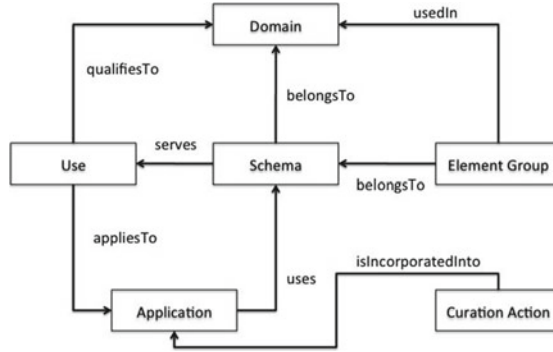 Domain
usedIn
qualifiesTo
belongsTo
serves
Use
Schema
Element Group
belongsTo
appliesTo
isIncorporatedInto
uses
Application
Curation Action